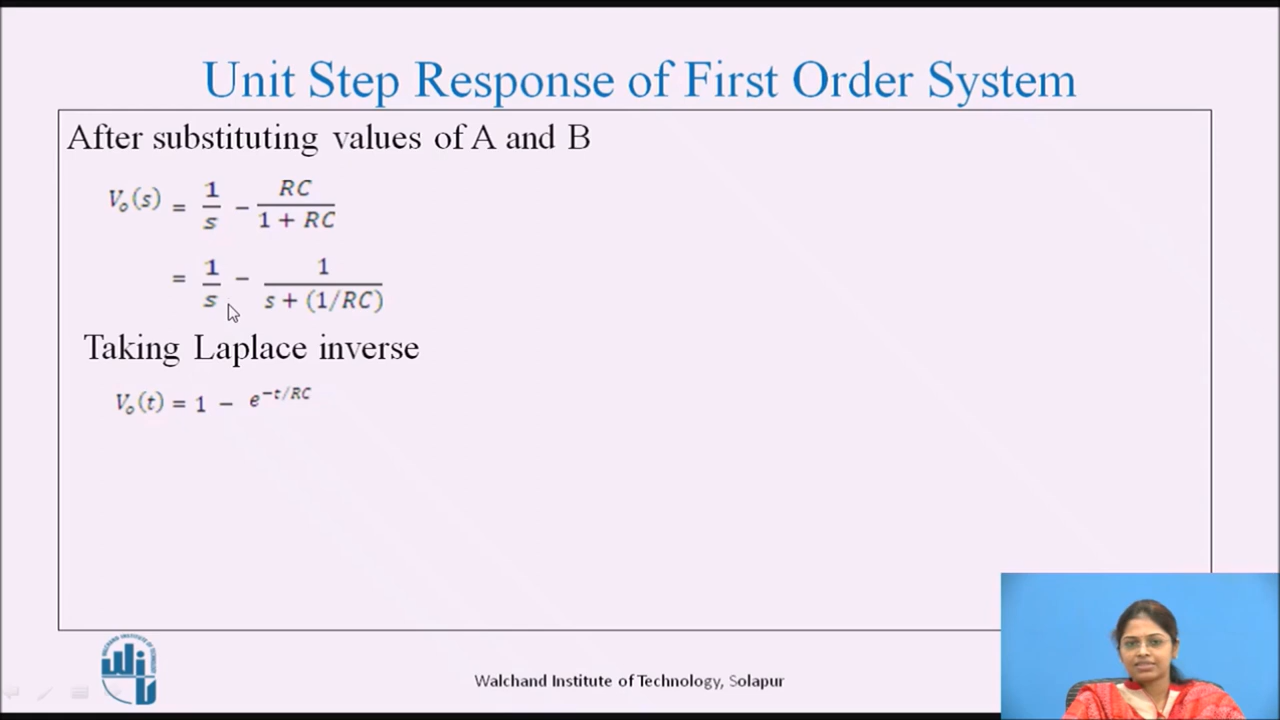 Unit Step Response of First Order System
After substituting values of A and B
V₀(s) = 1/s − RC/(1 + RC)
= 1/s − 1/(s + (1/RC))
Taking Laplace inverse
V₀(t) = 1 − e^(−t/RC)
Walchand Institute of Technology, Solapur